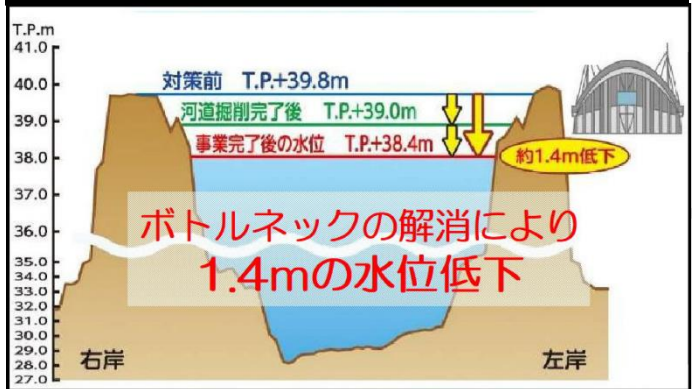 T.P.m
41.0
40.0
39.0
38.0
37.0
36.0
35.0
34.0
33.0
32.0
31.0
30.0
29.0
28.0
27.0
対策前 T.P.+39.8m
河道掘削完了後 T.P.+39.0m
事業完了後の水位 T.P.+38.4m
約1.4m低下
ボトルネックの解消により
1.4mの水位低下
右岸
左岸